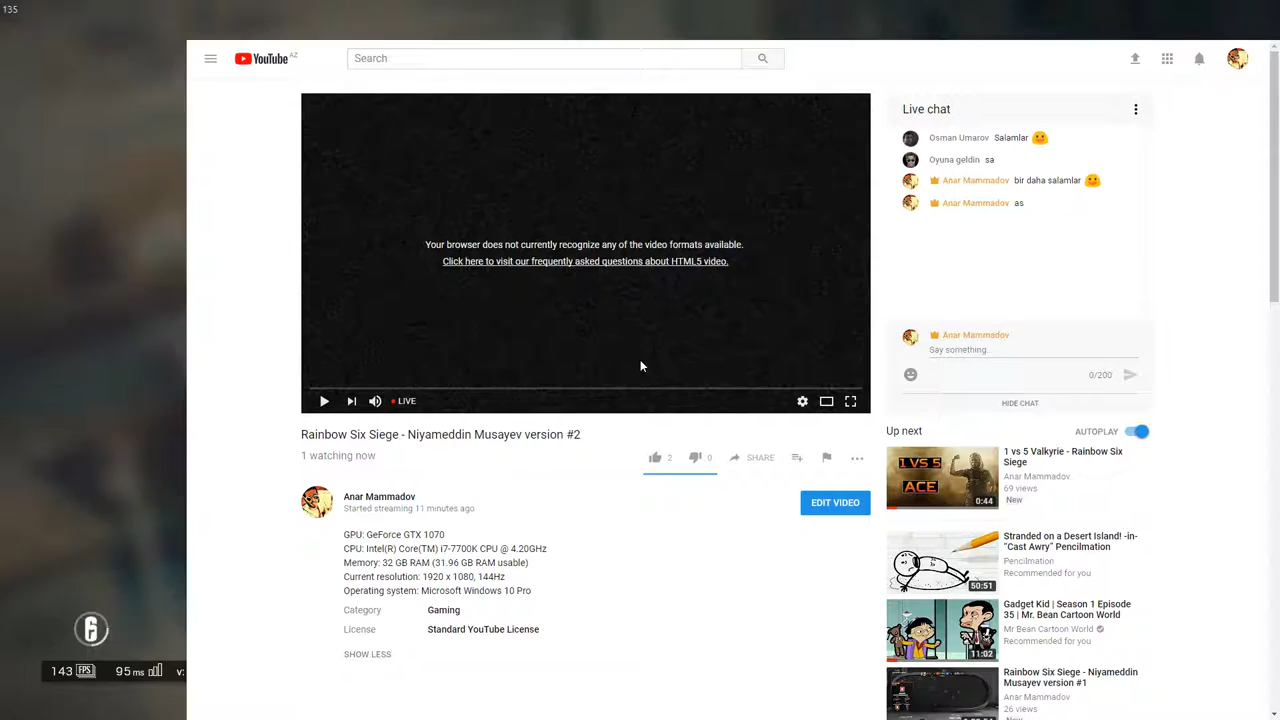 135
YouTube AZ
Search
Your browser does not currently recognize any of the video formats available.
Click here to visit our frequently asked questions about HTML5 video.
LIVE
Rainbow Six Siege - Niyameddin Musayev version #2
1 watching now
2
0
SHARE
Anar Mammadov
Started streaming 11 minutes ago
EDIT VIDEO
GPU: GeForce GTX 1070
CPU: Intel(R) Core(TM) i7-7700K CPU @ 4.20GHz
Memory: 32 GB RAM (31.96 GB RAM usable)
Current resolution: 1920 x 1080, 144Hz
Operating system: Microsoft Windows 10 Pro
Category Gaming
License Standard YouTube License
SHOW LESS
Live chat
Osman Umarov Salamlar
Oyuna geldin sa
Anar Mammadov bir daha salamlar
Anar Mammadov as
Anar Mammadov
Say something...
0/200
HIDE CHAT
Up next
AUTOPLAY
1 VS 5
ACE
0:44
1 vs 5 Valkyrie - Rainbow Six
Siege
Anar Mammadov
69 views
New
50:51
Stranded on a Desert Island! -in-
"Cast Awry" Pencilmation
Pencilmation
Recommended for you
11:02
Gadget Kid | Season 1 Episode
35 | Mr. Bean Cartoon World
Mr Bean Cartoon World
Recommended for you
Rainbow Six Siege - Niyameddin
Musayev version #1
Anar Mammadov
26 views
6
143 FPS 95 ms v: